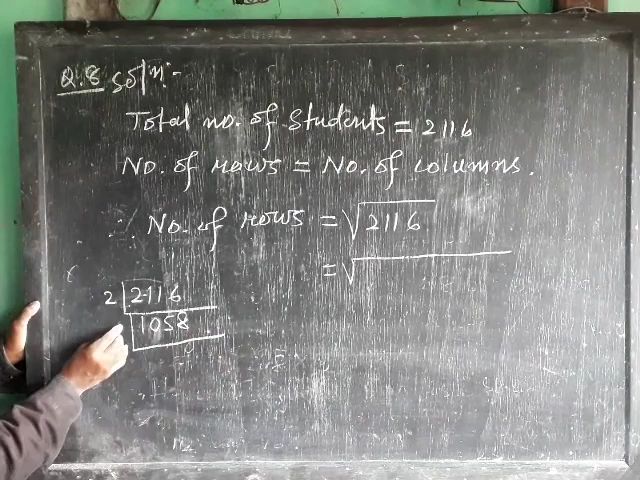 Q.8 Solⁿ:-
Total no. of students = 2116
No. of rows = No. of columns.
∴ No. of rows = √2116
= √
2 | 2116
1058